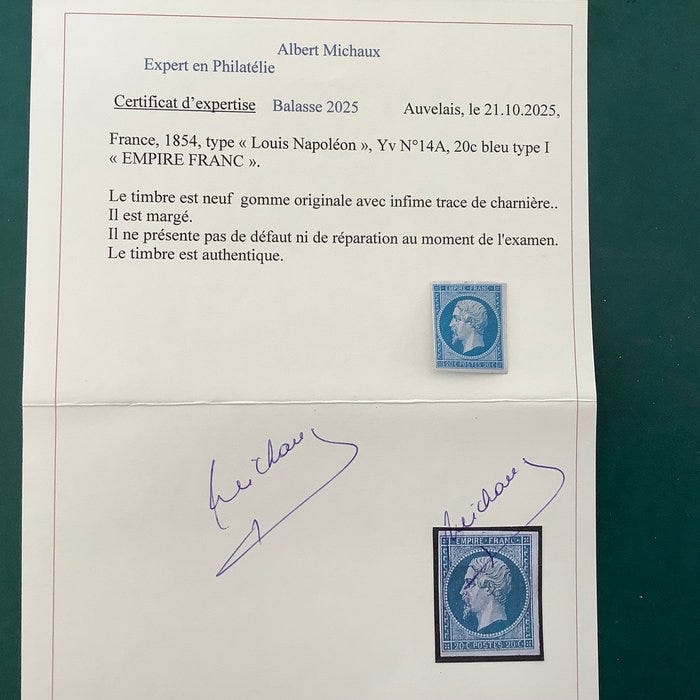 Albert Michaux
Expert en Philatélie
Certificat d'expertise Balasse 2025 Auvelais, le 21.10.2025,
France, 1854, type « Louis Napoléon », Yv N°14A, 20c bleu type I
« EMPIRE FRANC ».
Le timbre est neuf gomme originale avec infime trace de charnière..
Il est margé.
Il ne présente pas de défaut ni de réparation au moment de l'examen.
Le timbre est authentique.
EMPIRE FRANC
20 C POSTES 20 C
Michaux
Michaux
EMPIRE FRANC
20 C POSTES 20 C